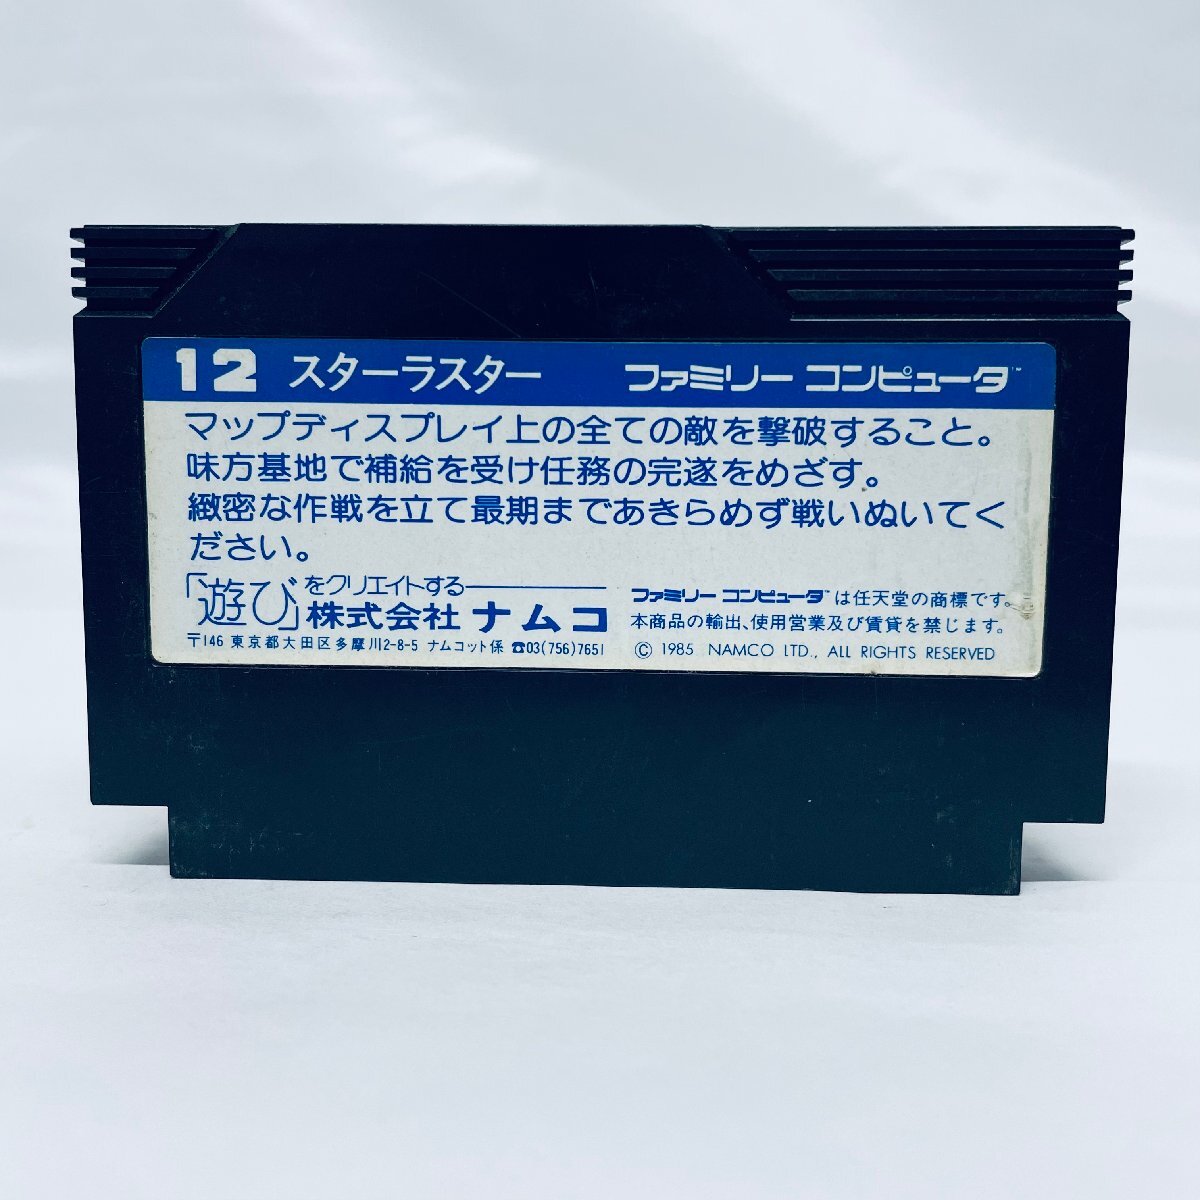 12 スターラスター ファミリー コンピュータ™
マップディスプレイ上の全ての敵を撃破すること。
味方基地で補給を受け任務の完遂をめざす。
緻密な作戦を立て最期まであきらめず戦いぬいてく
ださい。
「遊び」をクリエイトする
株式会社 ナムコ
〒146 東京都大田区多摩川2-8-5 ナムコット係 ☎03(756)7651
ファミリー コンピュータ™は任天堂の商標です。
本商品の輸出、使用営業及び賃貸を禁じます。
© 1985 NAMCO LTD., ALL RIGHTS RESERVED